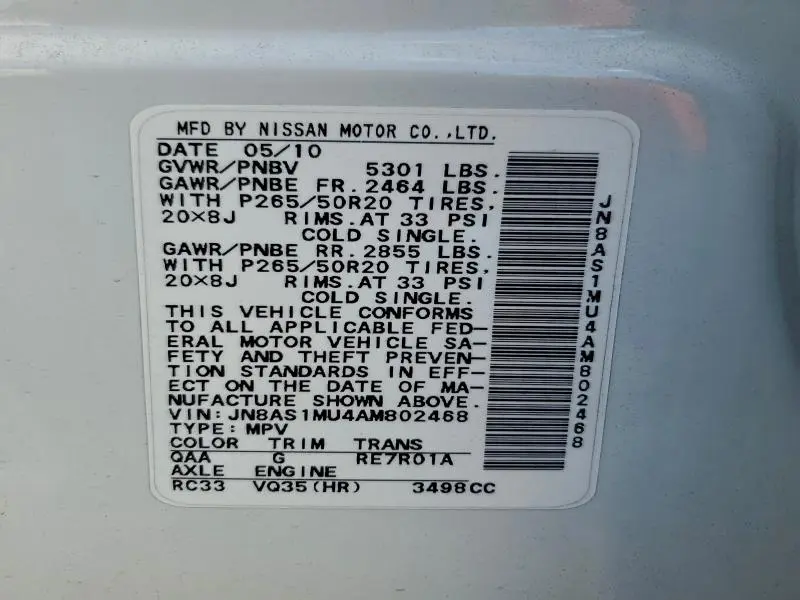 MFD BY NISSAN MOTOR CO.,LTD.
DATE 05/10
GVWR/PNBV 5301 LBS.
GAWR/PNBE FR.2464 LBS.
WITH P265/50R20 TIRES.
20×8J RIMS.AT 33 PSI
COLD SINGLE.
GAWR/PNBE RR.2855 LBS.
WITH P265/50R20 TIRES.
20×8J RIMS.AT 33 PSI
COLD SINGLE.
THIS VEHICLE CONFORMS
TO ALL APPLICABLE FED-
ERAL MOTOR VEHICLE SA-
FETY AND THEFT PREVEN-
TION STANDARDS IN EFF-
ECT ON THE DATE OF MA-
NUFACTURE SHOWN ABOVE.
VIN:JN8AS1MU4AM802468
TYPE:MPV
COLOR TRIM TRANS
QAA G RE7R01A
AXLE ENGINE
RC33 VQ35(HR) 3498CC
JN8AS1MU4AM802468